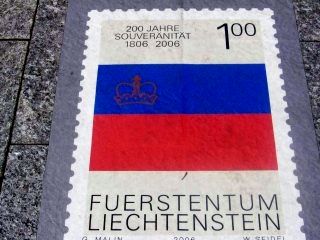 200 JAHRE
SOUVERÄNITÄT
1806 2006
1.00
FUERSTENTUM
LIECHTENSTEIN
G. MALIN 2006 W. SEIDEL